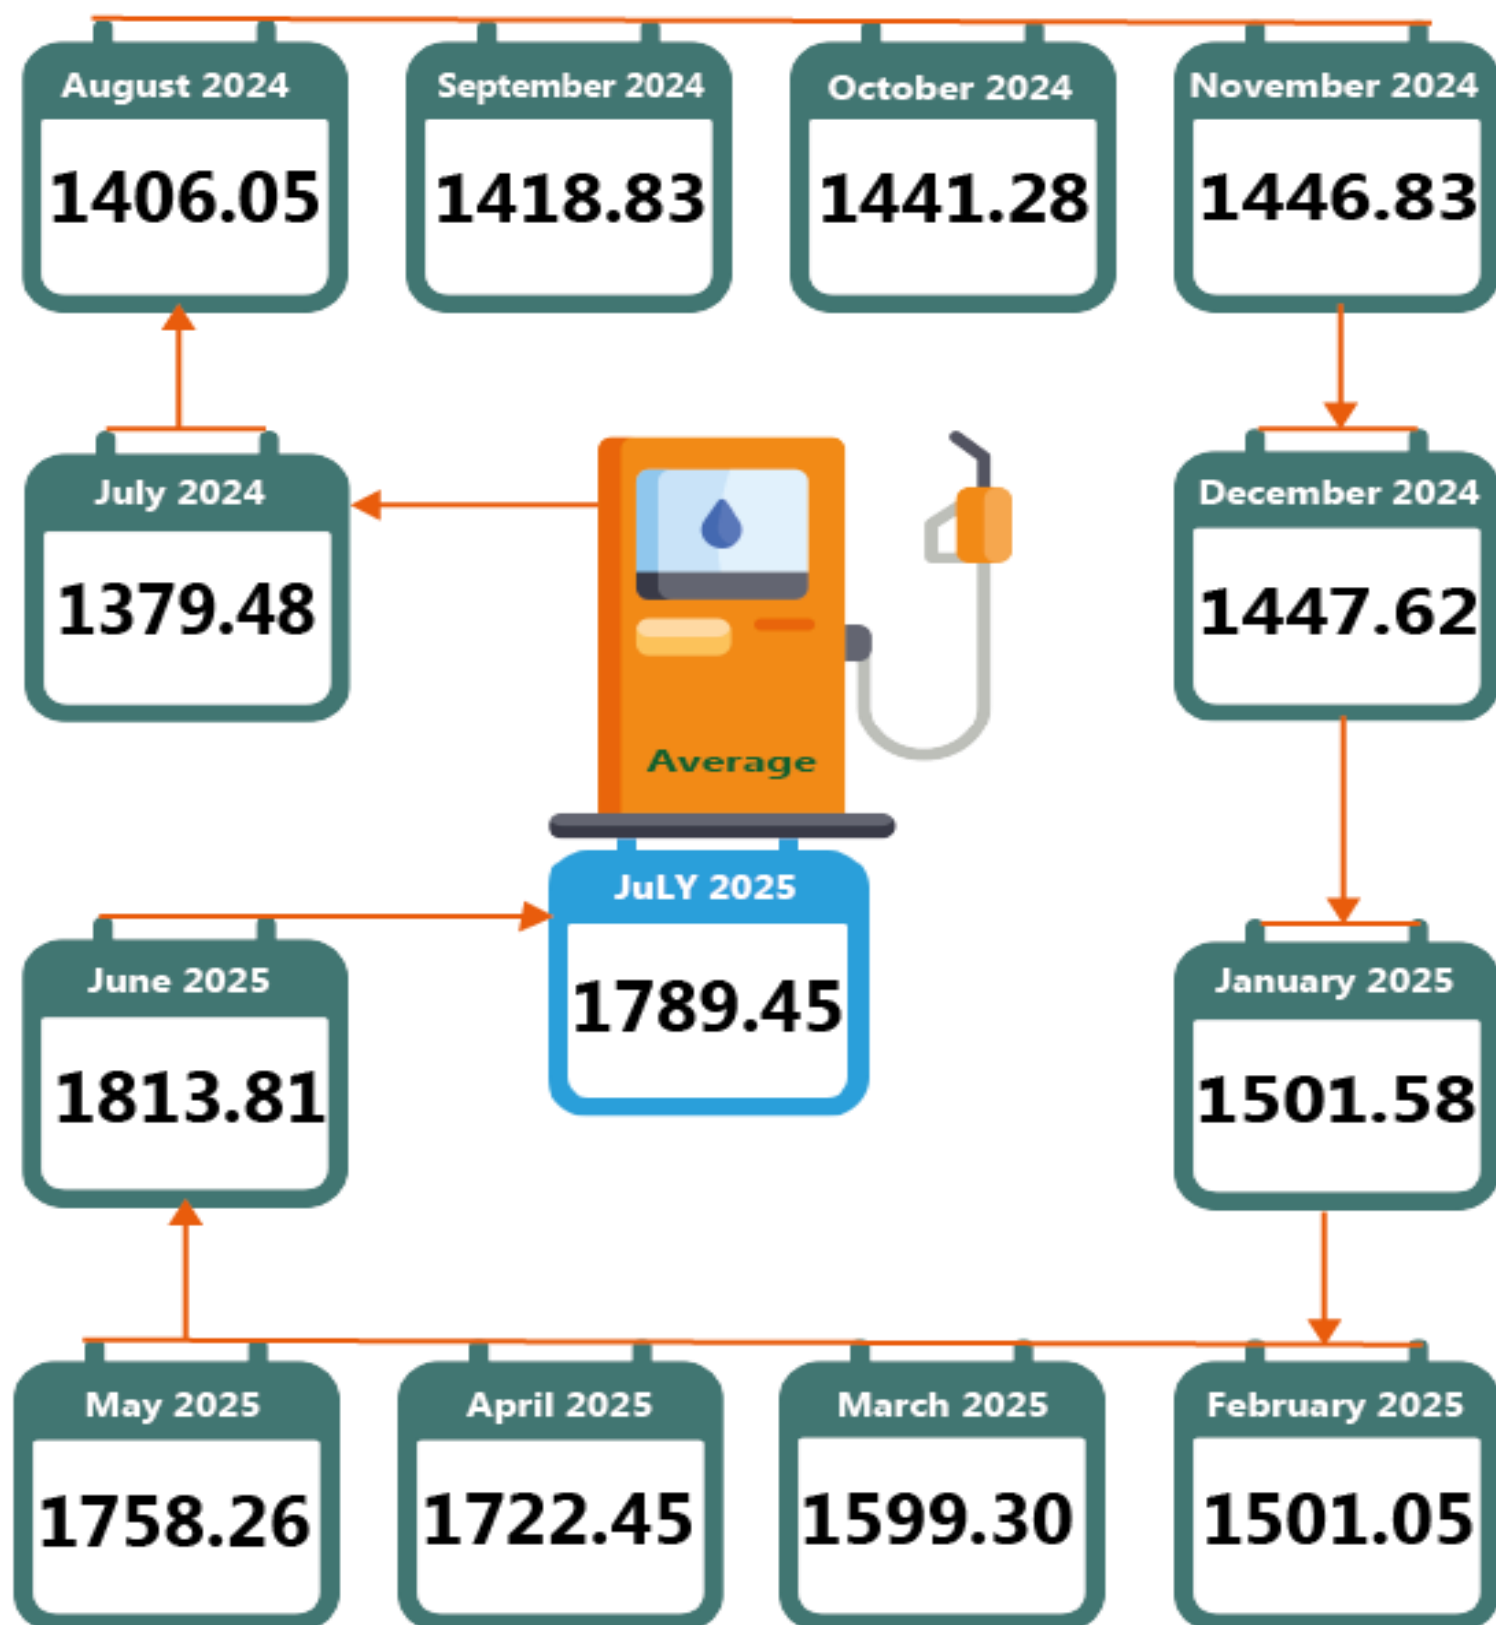 August 2024
1406.05
September 2024
1418.83
October 2024
1441.28
November 2024
1446.83
July 2024
1379.48
December 2024
1447.62
Average
JuLY 2025
1789.45
June 2025
1813.81
January 2025
1501.58
May 2025
1758.26
April 2025
1722.45
March 2025
1599.30
February 2025
1501.05